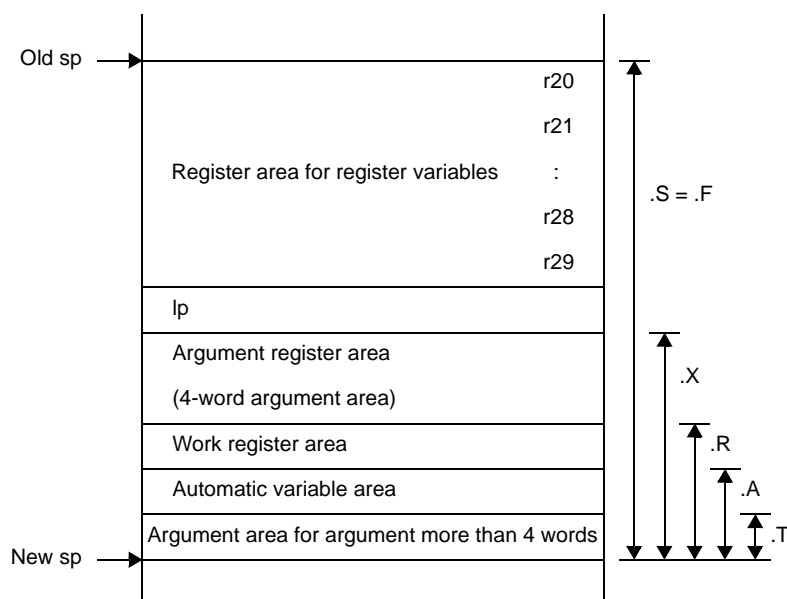 Old sp
r20
r21
Register area for register variables :
.S = .F
r28
r29
lp
Argument register area
.X
(4-word argument area)
Work register area
.R
Automatic variable area
.A
Argument area for argument more than 4 words
.T
New sp